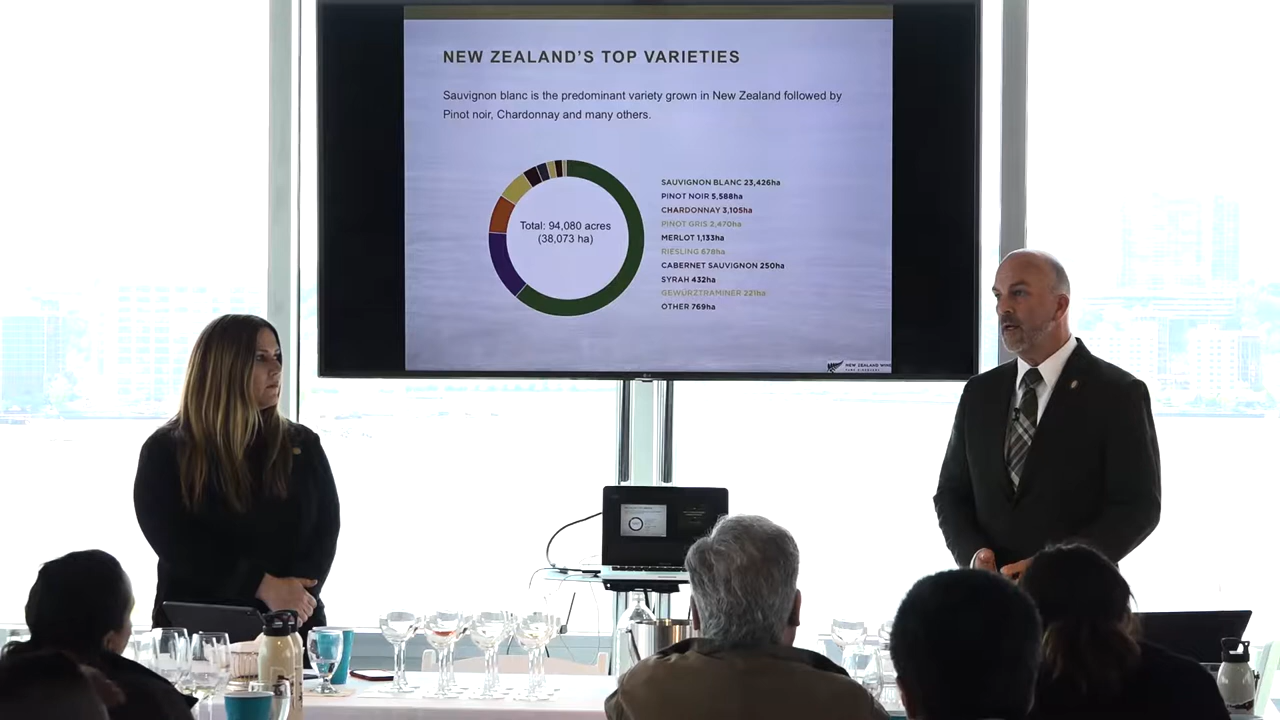 NEW ZEALAND'S TOP VARIETIES
Sauvignon blanc is the predominant variety grown in New Zealand followed by
Pinot noir, Chardonnay and many others.
Total: 94,080 acres
(38,073 ha)
SAUVIGNON BLANC 23,426ha
PINOT NOIR 5,588ha
CHARDONNAY 3,105ha
PINOT GRIS 2,470ha
MERLOT 1,133ha
RIESLING 678ha
CABERNET SAUVIGNON 250ha
SYRAH 432ha
GEWÜRZTRAMINER 221ha
OTHER 769ha
NEW ZEALAND WINE
PURE DISCOVERY
LG